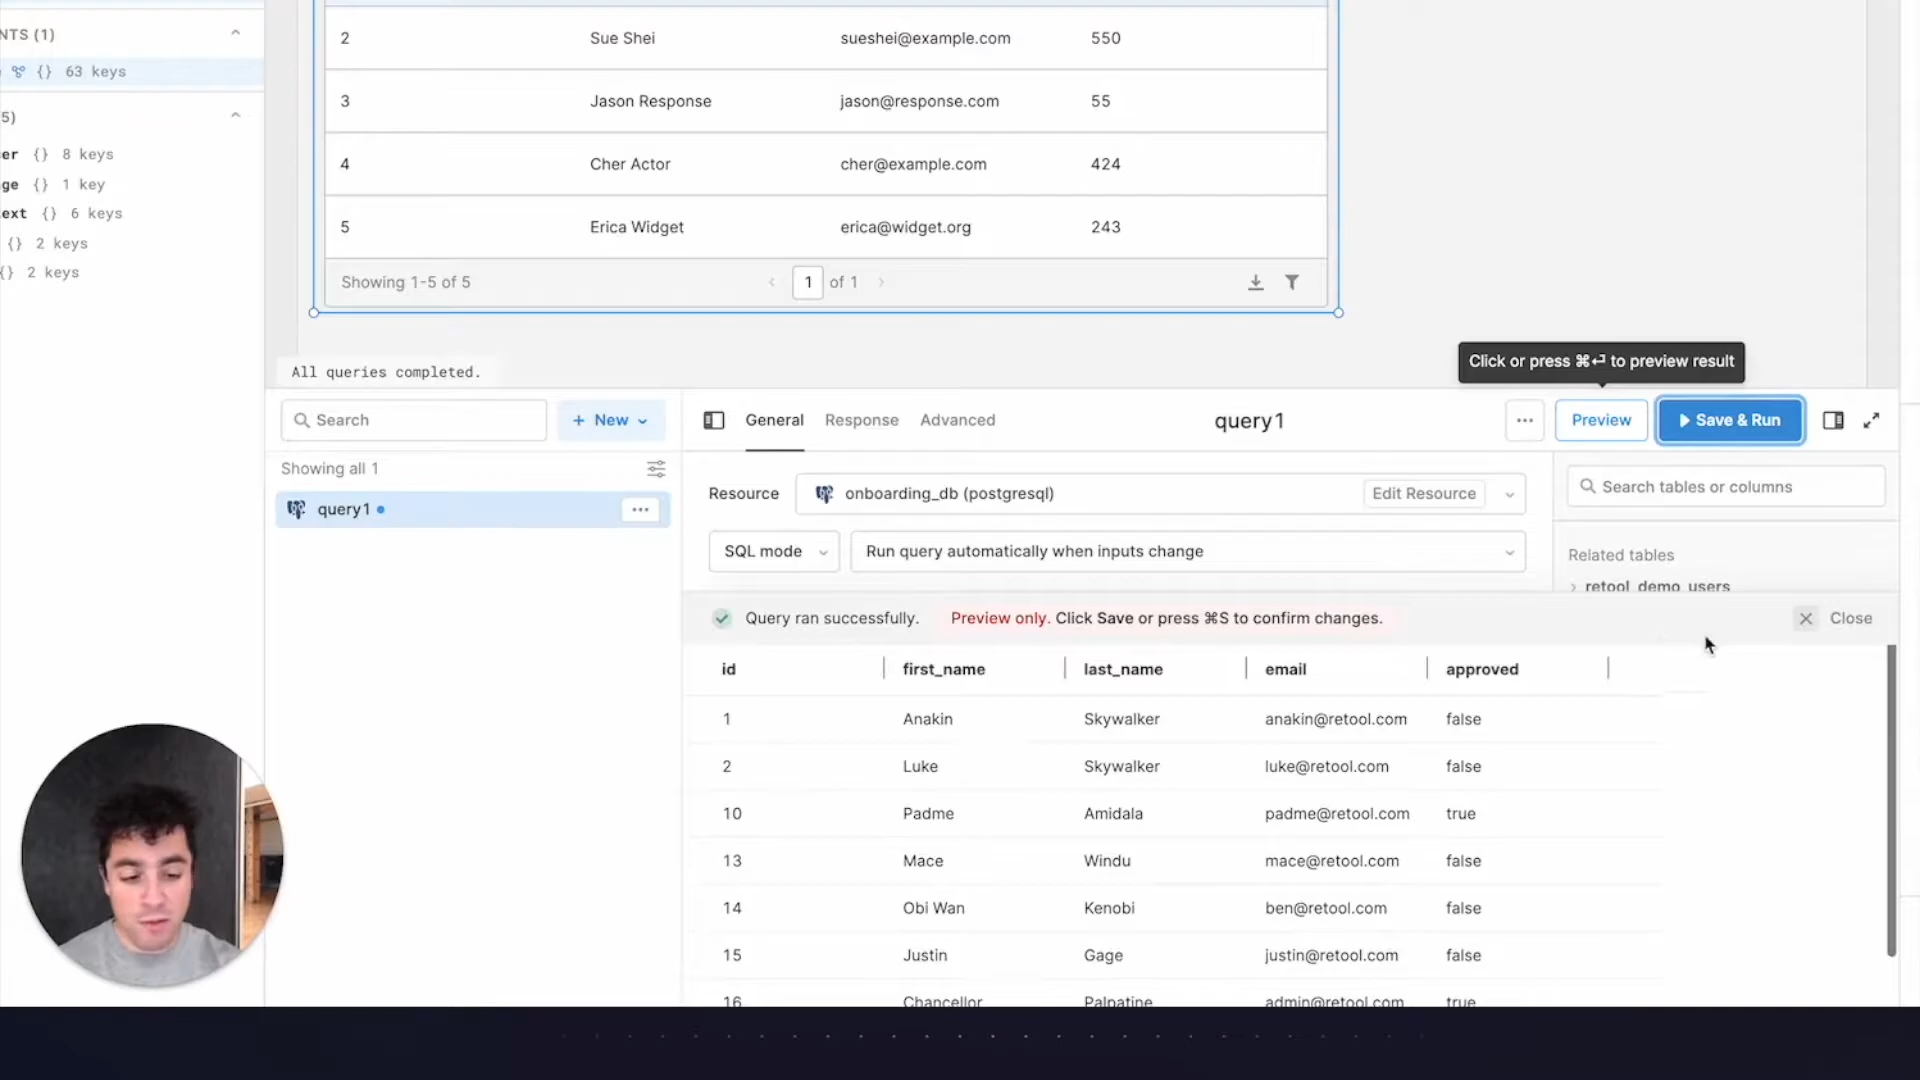 NTS (1)
{} 63 keys
5)
er {} 8 keys
ge {} 1 key
ext {} 6 keys
{} 2 keys
{} 2 keys
2 Sue Shei sueshei@example.com 550
3 Jason Response jason@response.com 55
4 Cher Actor cher@example.com 424
5 Erica Widget erica@widget.org 243
Showing 1-5 of 5 1 of 1
All queries completed.
Click or press ⌘⏎ to preview result
Search + New
General Response Advanced query1 ... Preview Save & Run
Showing all 1
query1 ...
Resource onboarding_db (postgresql) Edit Resource
SQL mode Run query automatically when inputs change
Search tables or columns
Related tables
retool_demo_users
Query ran successfully. Preview only. Click Save or press ⌘S to confirm changes. Close
id first_name last_name email approved
1 Anakin Skywalker anakin@retool.com false
2 Luke Skywalker luke@retool.com false
10 Padme Amidala padme@retool.com true
13 Mace Windu mace@retool.com false
14 Obi Wan Kenobi ben@retool.com false
15 Justin Gage justin@retool.com false
16 Chancellor Palpatine admin@retool.com true